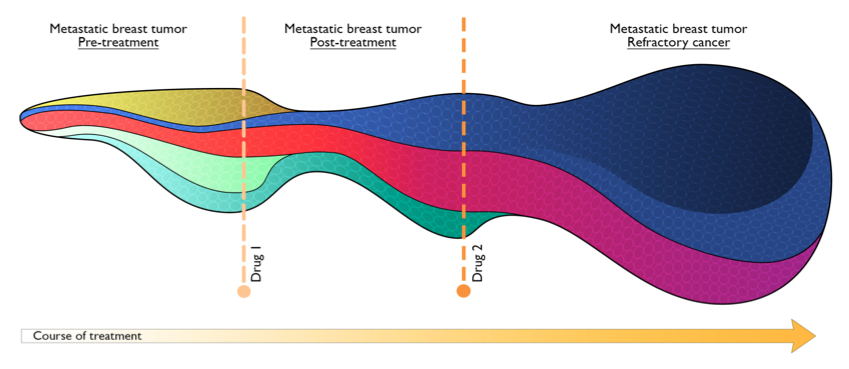 Metastatic breast tumor
Pre-treatment
Metastatic breast tumor
Post-treatment
Metastatic breast tumor
Refractory cancer
Drug 1
Drug 2
Course of treatment